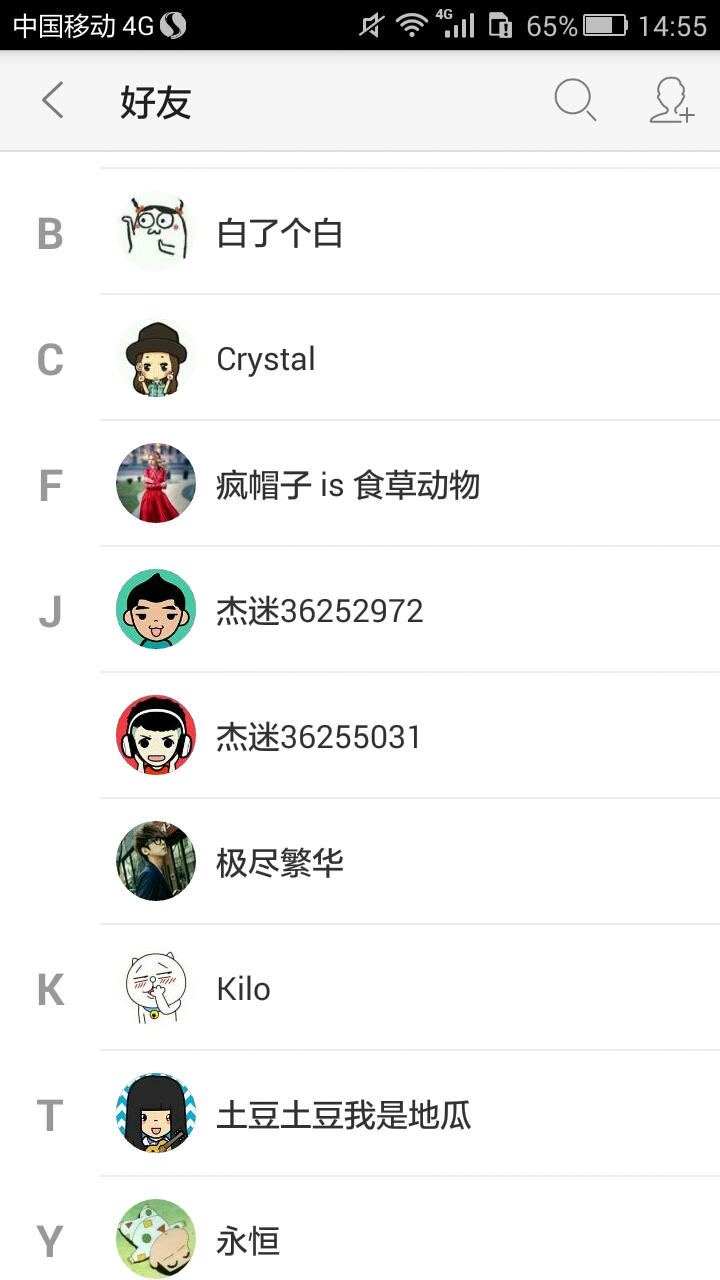 中国移动 4G 4G 65% 14:55
好友
B 白了个白
C Crystal
F 疯帽子 is 食草动物
J 杰迷36252972
杰迷36255031
极尽繁华
K Kilo
T 土豆土豆我是地瓜
Y 永恒